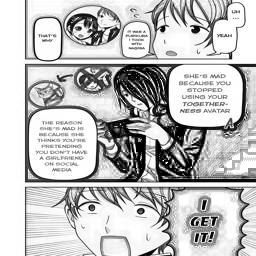 UH
...
YEAH
IT WAS A
PURIKURA
I TOOK
WITH
NAGISA.
THAT'S
WHY
SHE'S MAD
BECAUSE YOU
STOPPED
USING YOUR
TOGETHER-
NESS AVATAR
THE REASON
SHE'S MAD IS
BECAUSE SHE
THINKS YOU'RE
PRETENDING
YOU DON'T HAVE
A GIRLFRIEND
ON SOCIAL
MEDIA
I
GET
IT!